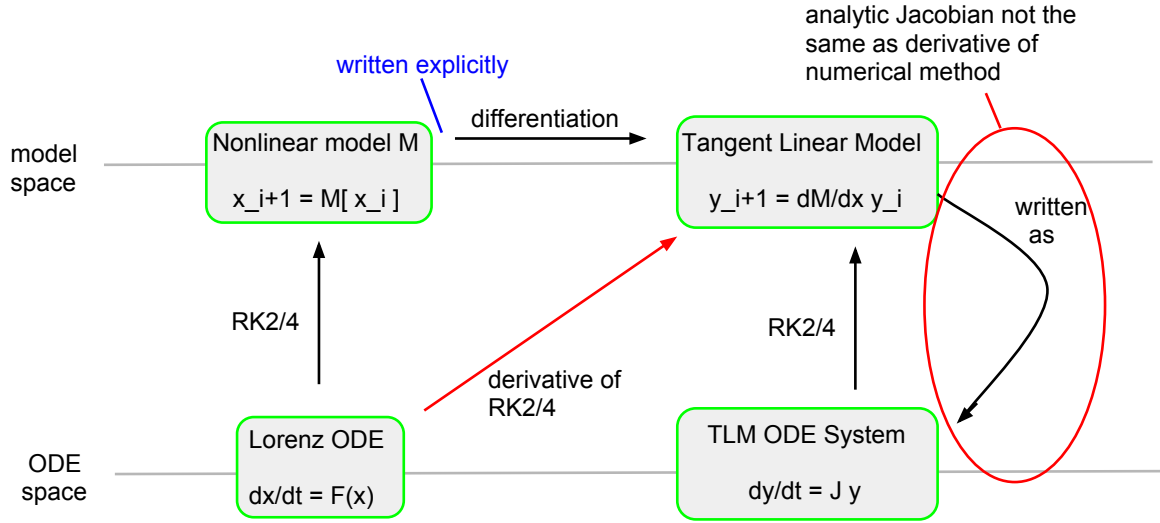 analytic Jacobian not the
same as derivative of
numerical method
written explicitly
differentiation
model
space
Nonlinear model M
x_i+1 = M[ x_i ]
Tangent Linear Model
y_i+1 = dM/dx y_i
written
as
RK2/4
RK2/4
derivative of
RK2/4
ODE
space
Lorenz ODE
dx/dt = F(x)
TLM ODE System
dy/dt = J y